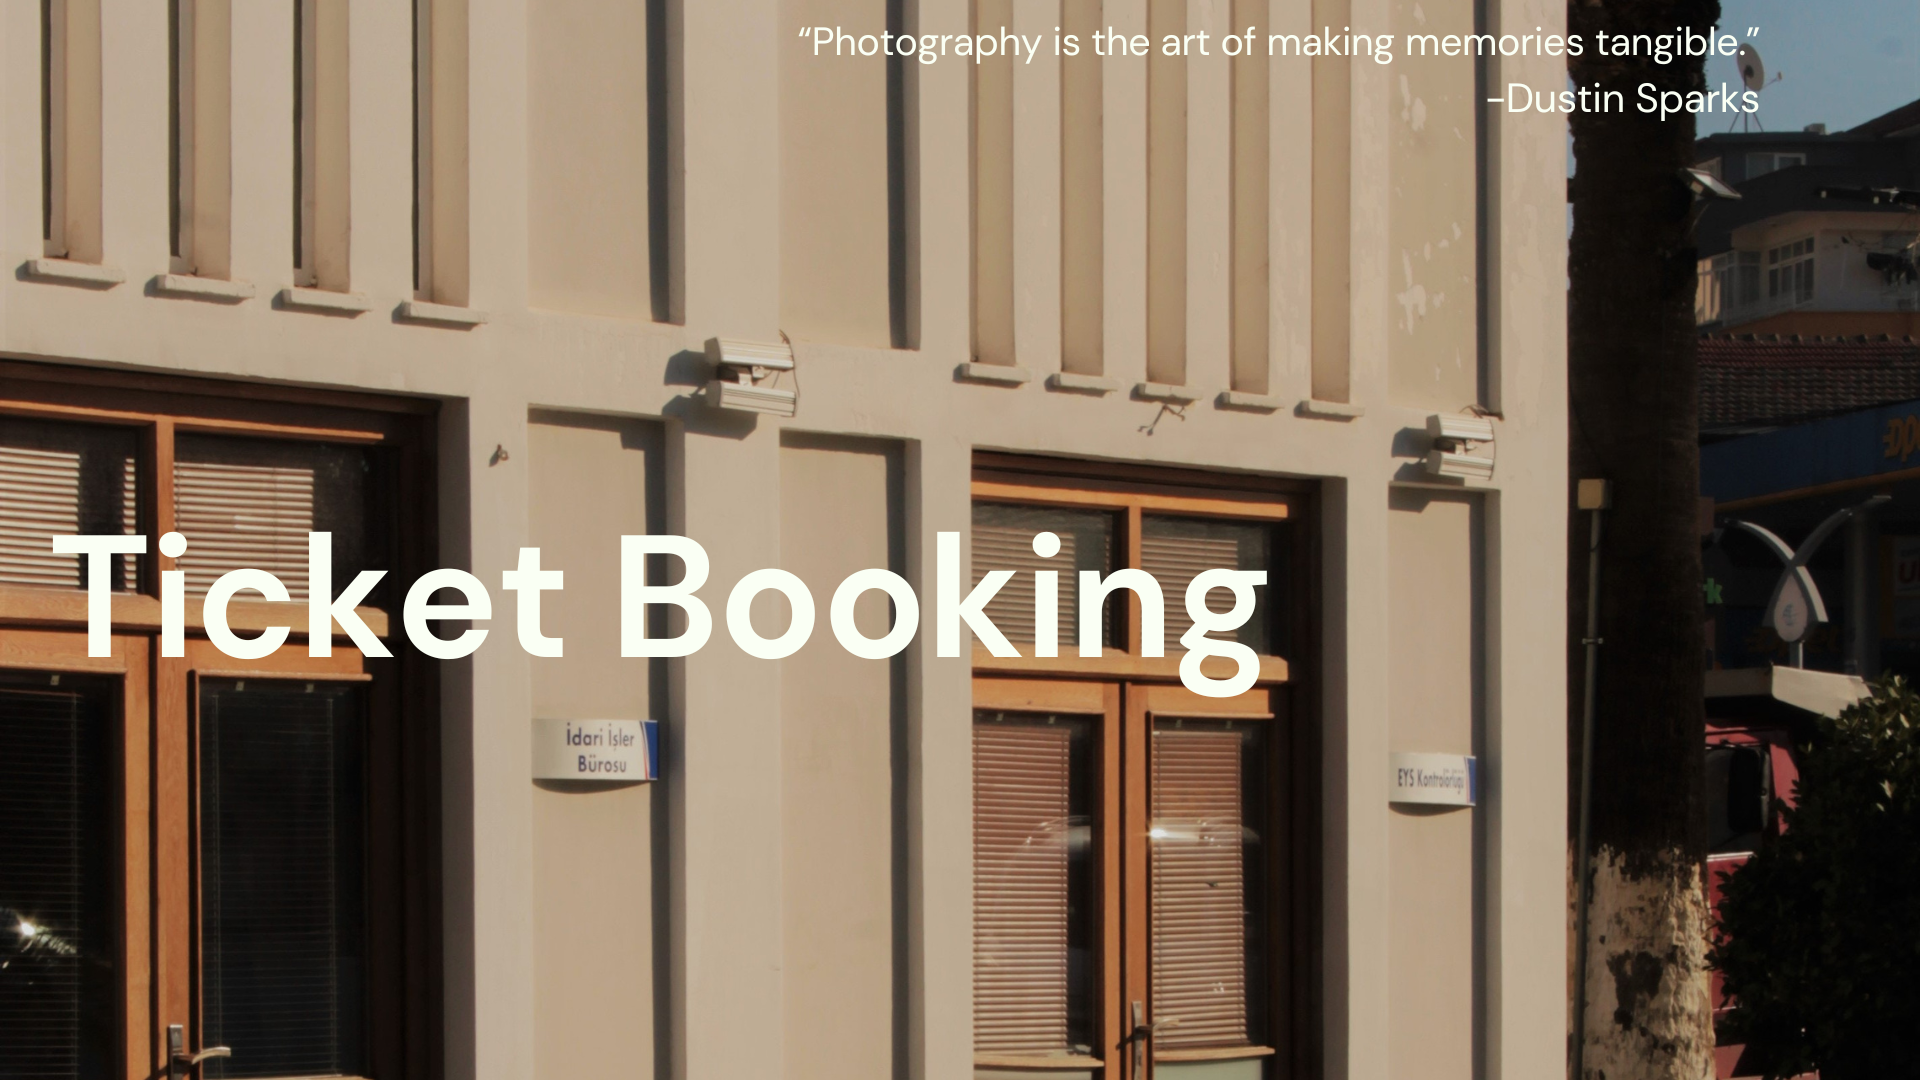 “Photography is the art of making memories tangible.”
-Dustin Sparks
Ticket Booking
İdari İşler
Bürosu
EYS Kontrolörlüğü